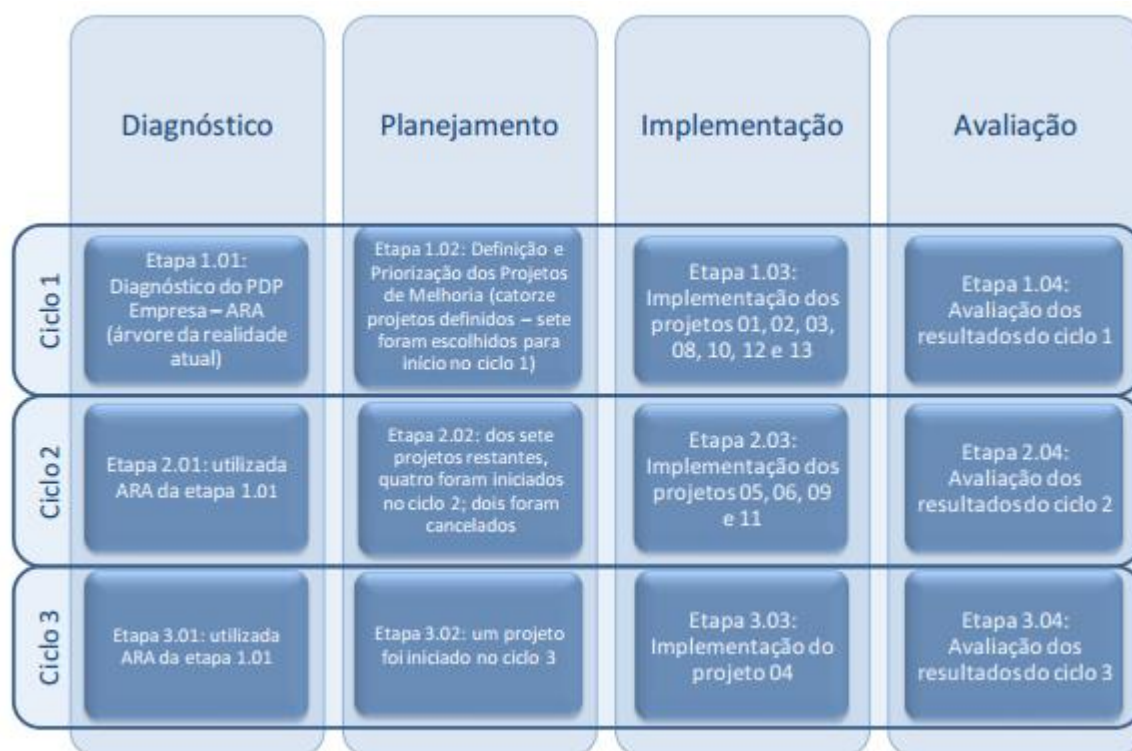 Diagnóstico
Planejamento
Implementação
Avaliação
Ciclo 1
Etapa 1.01:
Diagnóstico do PDP
Empresa – ARA
(árvore da realidade
atual)
Etapa 1.02: Definição e
Priorização dos Projetos
de Melhoria (catorze
projetos definidos – sete
foram escolhidos para
início no ciclo 1)
Etapa 1.03:
Implementação dos
projetos 01, 02, 03,
08, 10, 12 e 13
Etapa 1.04:
Avaliação dos
resultados do ciclo 1
Ciclo 2
Etapa 2.01: utilizada
ARA da etapa 1.01
Etapa 2.02: dos sete
projetos restantes,
quatro foram iniciados
no ciclo 2; dois foram
cancelados
Etapa 2.03:
Implementação dos
projetos 05, 06, 09
e 11
Etapa 2.04:
Avaliação dos
resultados do ciclo 2
Ciclo 3
Etapa 3.01: utilizada
ARA da etapa 1.01
Etapa 3.02: um projeto
foi iniciado no ciclo 3
Etapa 3.03:
Implementação do
projeto 04
Etapa 3.04:
Avaliação dos
resultados do ciclo 3